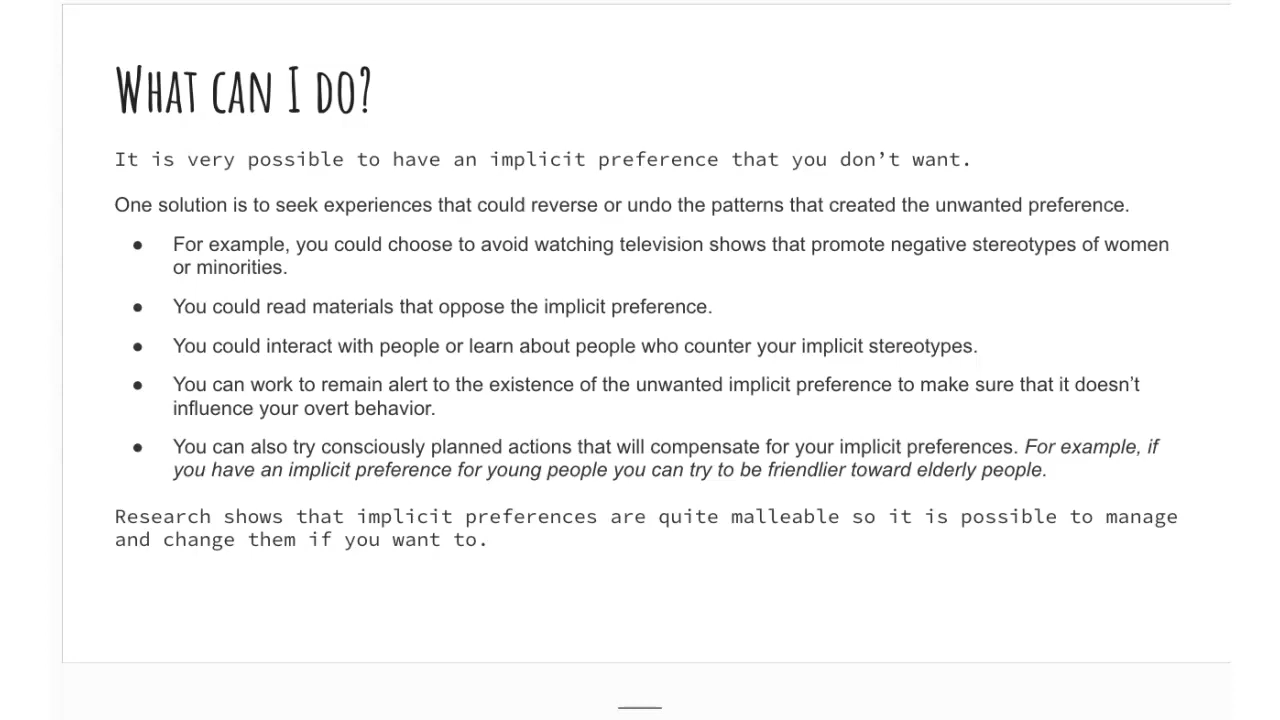 What can I do?
It is very possible to have an implicit preference that you don’t want.
One solution is to seek experiences that could reverse or undo the patterns that created the unwanted preference.
● For example, you could choose to avoid watching television shows that promote negative stereotypes of women
or minorities.
● You could read materials that oppose the implicit preference.
● You could interact with people or learn about people who counter your implicit stereotypes.
● You can work to remain alert to the existence of the unwanted implicit preference to make sure that it doesn’t
influence your overt behavior.
● You can also try consciously planned actions that will compensate for your implicit preferences. For example, if
you have an implicit preference for young people you can try to be friendlier toward elderly people.
Research shows that implicit preferences are quite malleable so it is possible to manage
and change them if you want to.